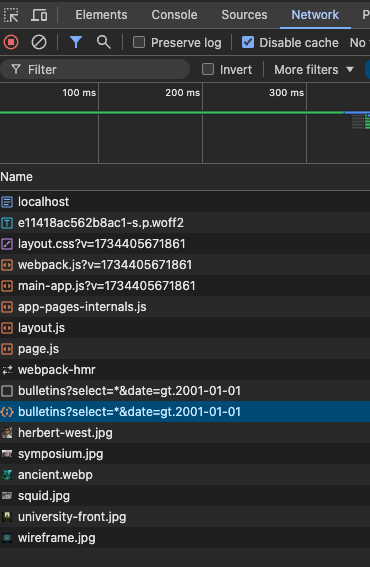 Elements Console Sources Network
Preserve log Disable cache No
Filter Invert More filters
100 ms 200 ms 300 ms
Name
localhost
e11418ac562b8ac1-s.p.woff2
layout.css?v=1734405671861
webpack.js?v=1734405671861
main-app.js?v=1734405671861
app-pages-internals.js
layout.js
page.js
webpack-hmr
bulletins?select=*&date=gt.2001-01-01
bulletins?select=*&date=gt.2001-01-01
herbert-west.jpg
symposium.jpg
ancient.webp
squid.jpg
university-front.jpg
wireframe.jpg